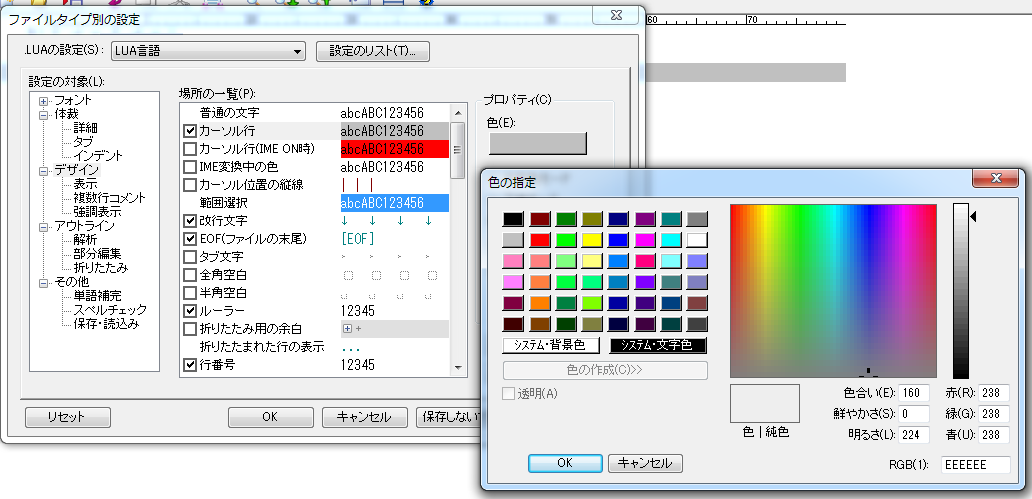 ファイルタイプ別の設定
60
70
.LUAの設定(S):
LUA言語
設定のリスト(T)...
設定の対象(L):
フォント
体裁
詳細
タブ
インデント
デザイン
表示
複数行コメント
強調表示
アウトライン
解析
部分編集
折りたたみ
その他
単語補完
スペルチェック
保存・読込み
場所の一覧(P):
普通の文字 abcABC123456
カーソル行 abcABC123456
カーソル行(IME ON時) abcABC123456
IME変換中の色 abcABC123456
カーソル位置の縦線 | | |
範囲選択 abcABC123456
改行文字 ↓ ↓ ↓ ↓
EOF(ファイルの末尾) [EOF]
タブ文字
全角空白 □ □ □ □
半角空白
ルーラー 12345
折りたたみ用の余白 +
折りたたまれた行の表示 ...
行番号 12345
プロパティ(C)
色(E):
リセット
OK
キャンセル
保存しない
色の指定
システム・背景色
システム・文字色
色の作成(C)>>
透明(A)
色 | 純色
色合い(E): 160
鮮やかさ(S): 0
明るさ(L): 224
赤(R): 238
緑(G): 238
青(U): 238
RGB(1): EEEEEE
OK
キャンセル